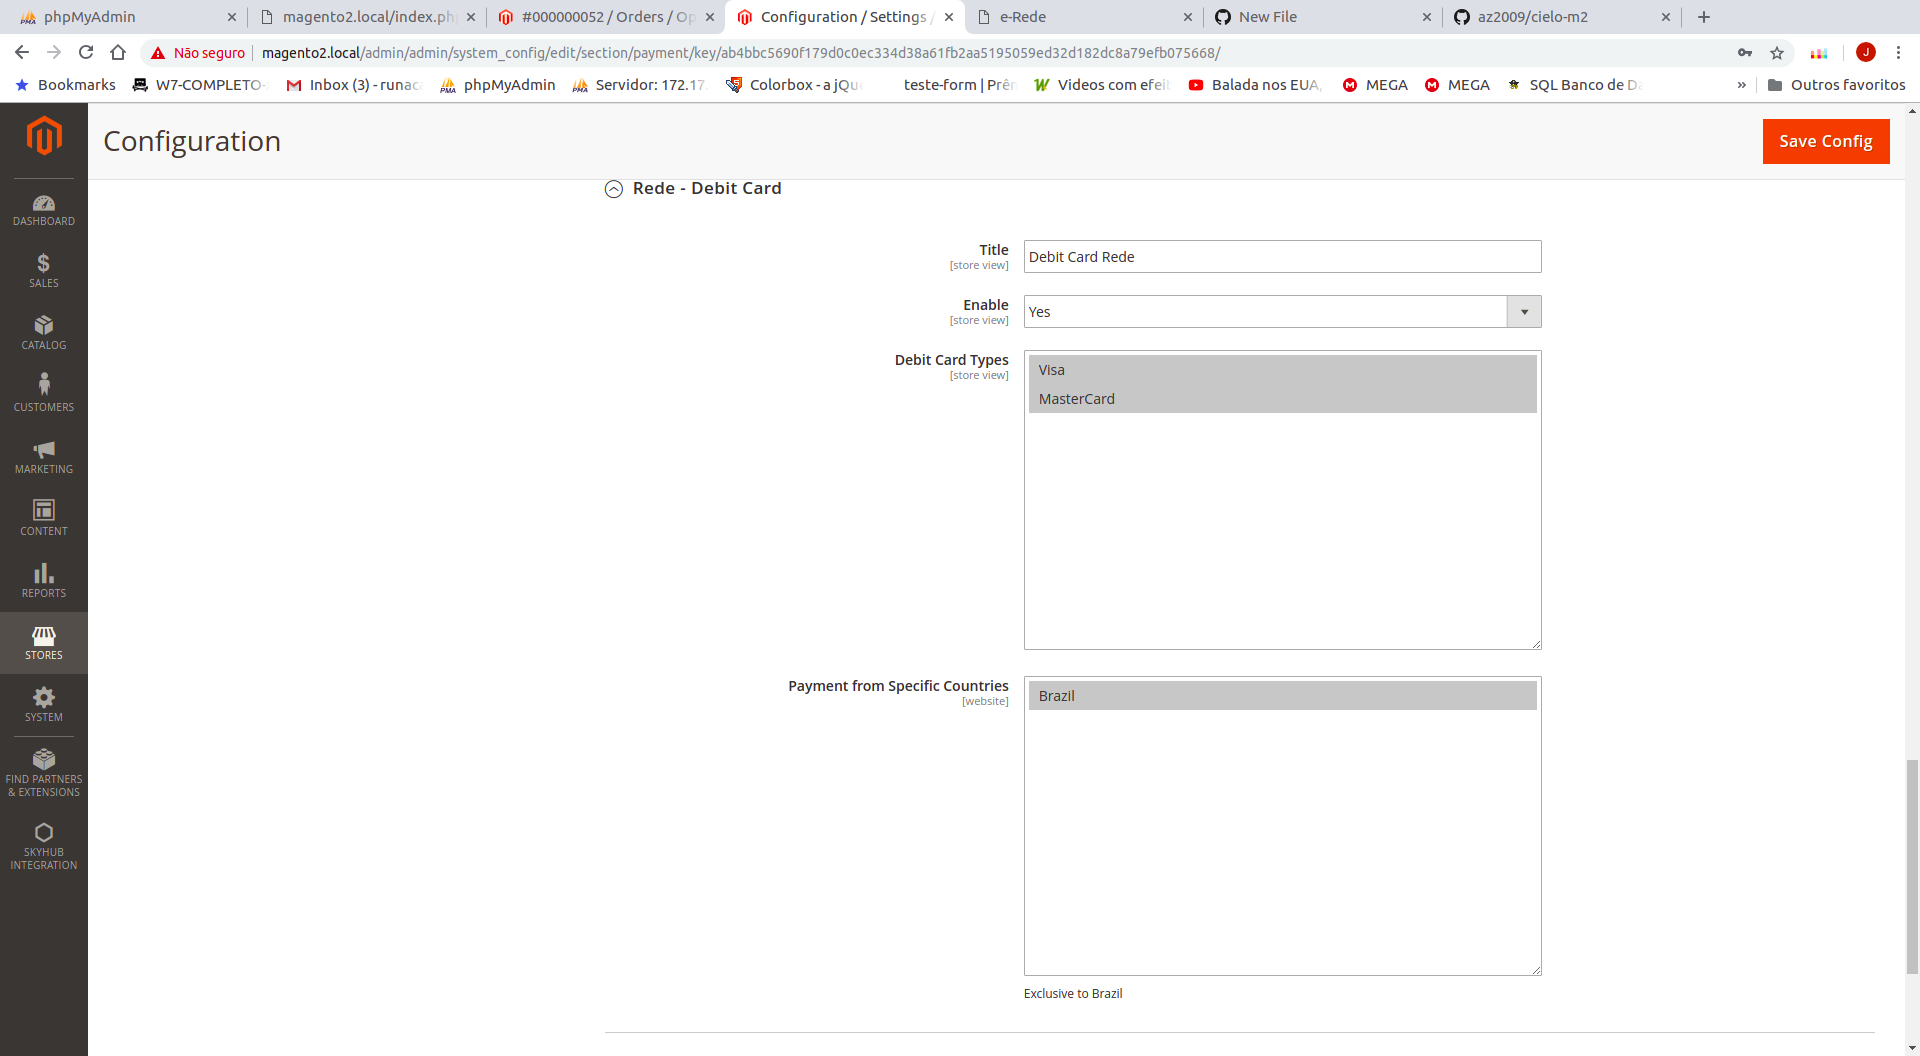 phpMyAdmin
magento2.local/index.php
#000000052 / Orders / Op
Configuration / Settings /
e-Rede
New File
az2009/cielo-m2
Não seguro
magento2.local/admin/admin/system_config/edit/section/payment/key/ab4bbc5690f179d0c0ec334d38a61fb2aa5195059ed32d182dc8a79efb075668/
J
Bookmarks
W7-COMPLETO-
Inbox (3) - runaca
phpMyAdmin
Servidor: 172.17.
Colorbox - a jQue
teste-form | Prên
Videos com efeit
Balada nos EUA,
MEGA
MEGA
SQL Banco de Da
»
Outros favoritos
Configuration
Save Config
DASHBOARD
SALES
CATALOG
CUSTOMERS
MARKETING
CONTENT
REPORTS
STORES
SYSTEM
FIND PARTNERS
& EXTENSIONS
SKYHUB
INTEGRATION
Rede - Debit Card
Title
[store view]
Debit Card Rede
Enable
[store view]
Yes
Debit Card Types
[store view]
Visa
MasterCard
Payment from Specific Countries
[website]
Brazil
Exclusive to Brazil